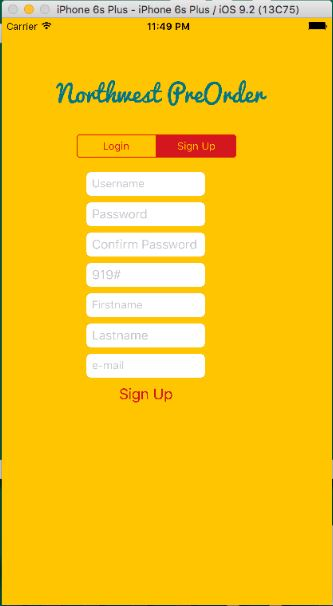 iPhone 6s Plus - iPhone 6s Plus / iOS 9.2 (13C75)
Carrier 11:49 PM
Northwest PreOrder
Login Sign Up
Username
Password
Confirm Password
919#
Firstname
Lastname
e-mail
Sign Up